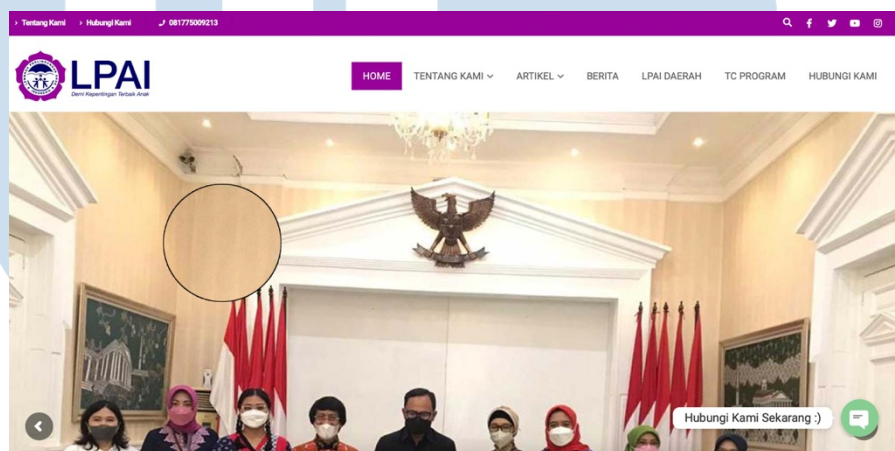 › Tentang Kami › Hubungi Kami 081775009213
LPAI
Demi Kepentingan Terbaik Anak
HOME TENTANG KAMI ARTIKEL BERITA LPAI DAERAH TC PROGRAM HUBUNGI KAMI
Hubungi Kami Sekarang :)